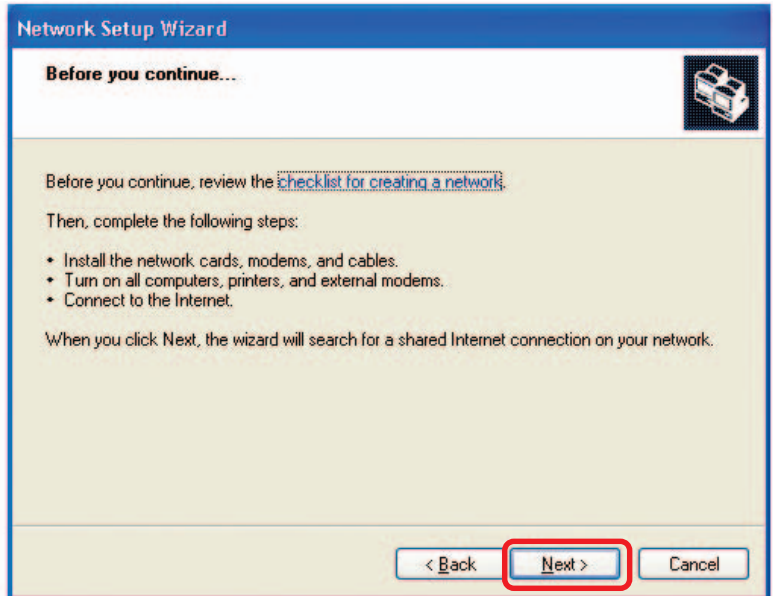 Network Setup Wizard
Before you continue...
Before you continue, review the checklist for creating a network.
Then, complete the following steps:
• Install the network cards, modems, and cables.
• Turn on all computers, printers, and external modems.
• Connect to the Internet.
When you click Next, the wizard will search for a shared Internet connection on your network.
< Back
Next >
Cancel